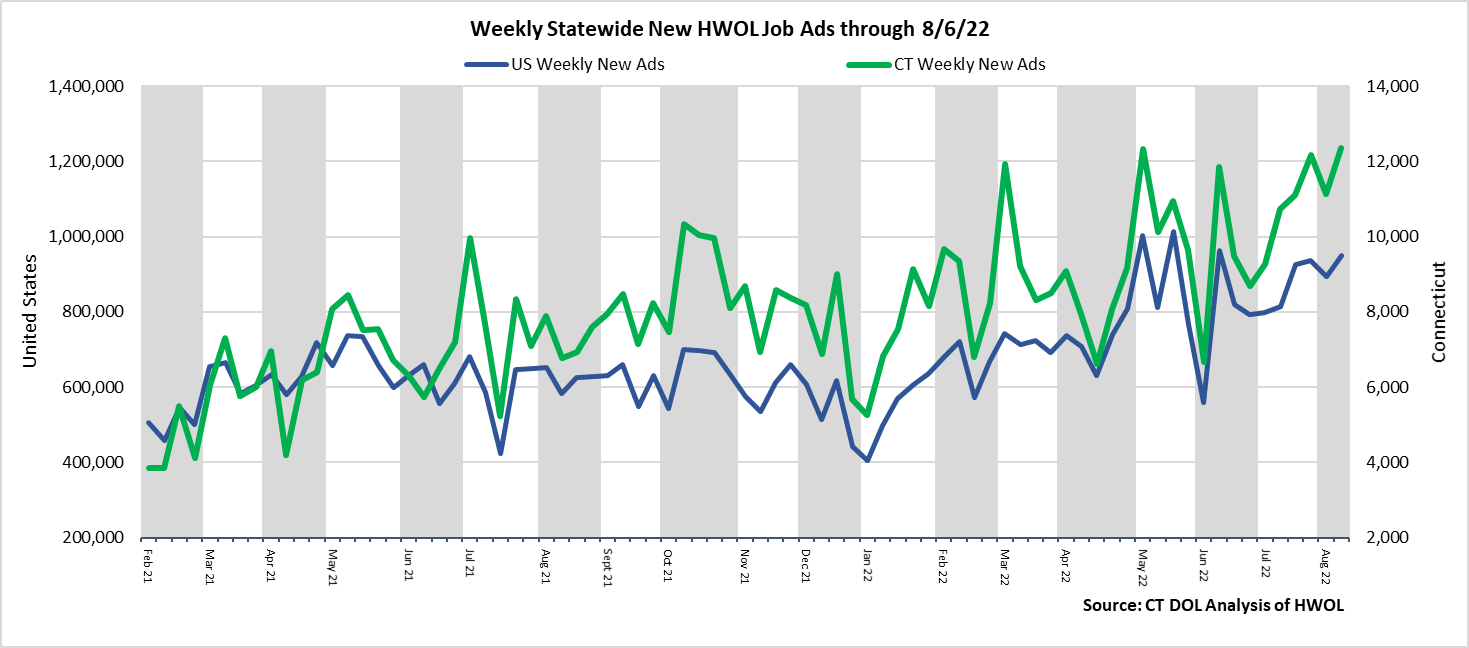 Weekly Statewide New HWOL Job Ads through 8/6/22
US Weekly New Ads
CT Weekly New Ads
1,400,000
1,200,000
1,000,000
800,000
600,000
400,000
200,000
United States
14,000
12,000
10,000
8,000
6,000
4,000
2,000
Connecticut
Feb 21
Mar 21
Apr 21
May 21
Jun 21
Jul 21
Aug 21
Sept 21
Oct 21
Nov 21
Dec 21
Jan 22
Feb 22
Mar 22
Apr 22
May 22
Jun 22
Jul 22
Aug 22
Source: CT DOL Analysis of HWOL